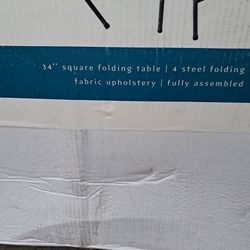 34'' square folding table | 4 steel folding
fabric upholstery | fully assembled